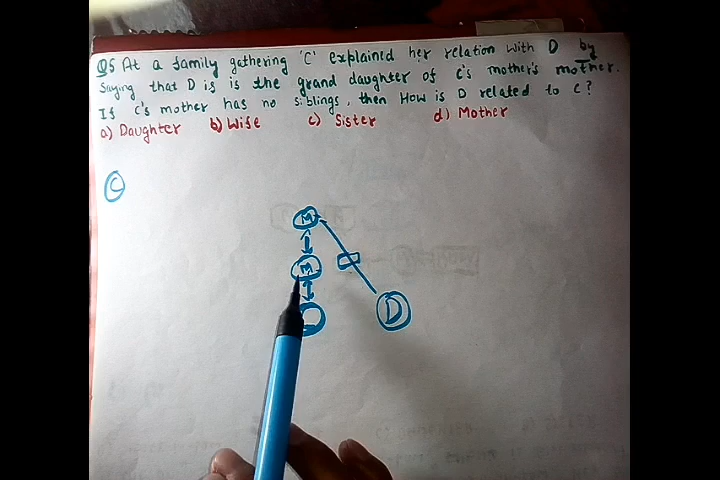 Q5 At a family gathering 'C' explained her relation with D by
saying that D is is the grand daughter of C's mother's mother.
If C's mother has no siblings, then How is D related to C?
a) Daughter b) Wife c) Sister d) Mother
C
M
M
D